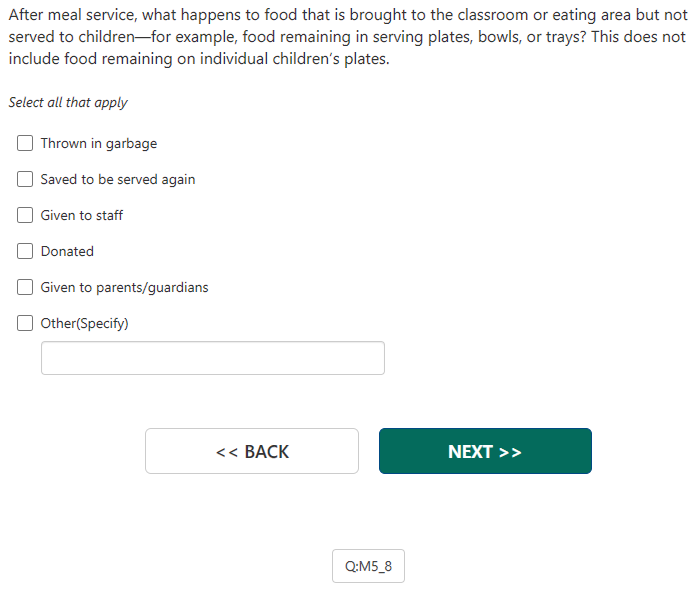 After meal service, what happens to food that is brought to the classroom or eating area but not
served to children—for example, food remaining in serving plates, bowls, or trays? This does not
include food remaining on individual children's plates.
Select all that apply
Thrown in garbage
Saved to be served again
Given to staff
Donated
Given to parents/guardians
Other(Specify)
<< BACK
NEXT >>
Q:M5_8